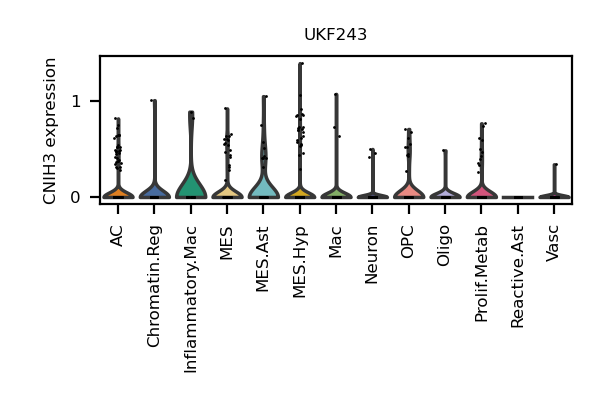 UKF243
CNIH3 expression
1
0
AC
Chromatin.Reg
Inflammatory.Mac
MES
MES.Ast
MES.Hyp
Mac
Neuron
OPC
Oligo
Prolif.Metab
Reactive.Ast
Vasc